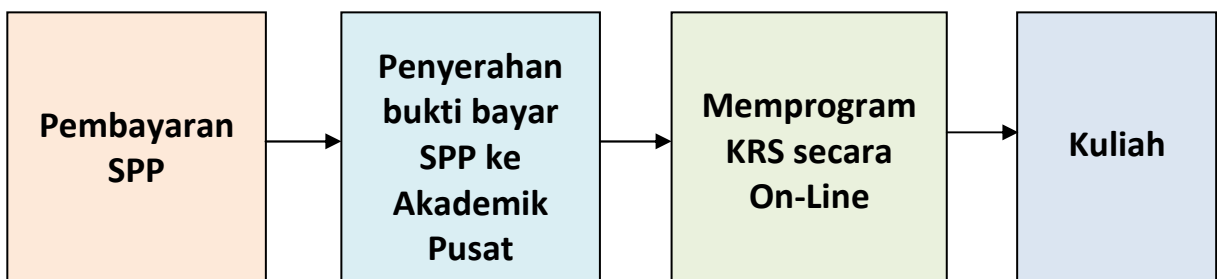 Pembayaran
SPP
Penyerahan
bukti bayar
SPP ke
Akademik
Pusat
Memprogram
KRS secara
On-Line
Kuliah